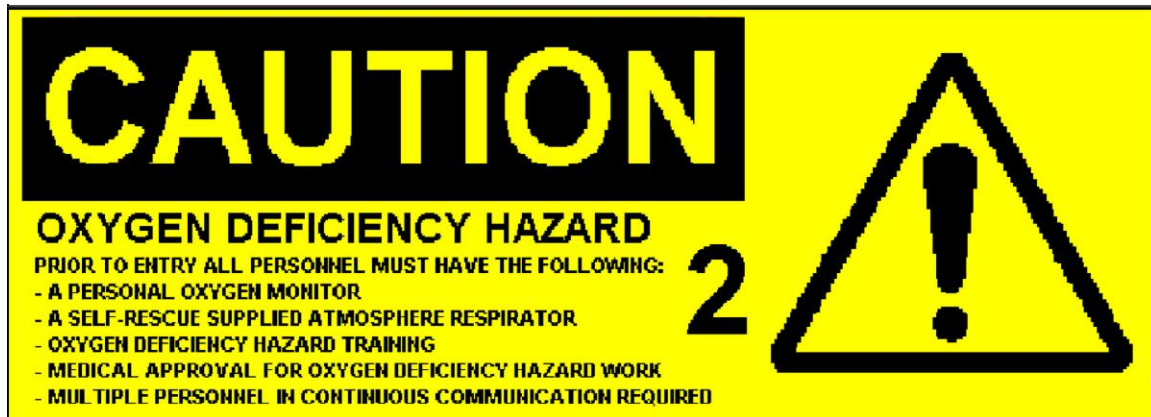 CAUTION
OXYGEN DEFICIENCY HAZARD
2
PRIOR TO ENTRY ALL PERSONNEL MUST HAVE THE FOLLOWING:
- A PERSONAL OXYGEN MONITOR
- A SELF-RESCUE SUPPLIED ATMOSPHERE RESPIRATOR
- OXYGEN DEFICIENCY HAZARD TRAINING
- MEDICAL APPROVAL FOR OXYGEN DEFICIENCY HAZARD WORK
- MULTIPLE PERSONNEL IN CONTINUOUS COMMUNICATION REQUIRED
!